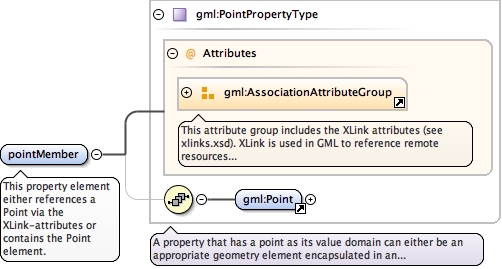 gml:PointPropertyType
@ Attributes
gml:AssociationAttributeGroup
This attribute group includes the XLink attributes (see
xlinks.xsd). XLink is used in GML to reference remote
resources...
pointMember
This property element
either references a
Point via the
XLink-attributes or
contains the Point
element.
gml:Point
A property that has a point as its value domain can either be an
appropriate geometry element encapsulated in an...